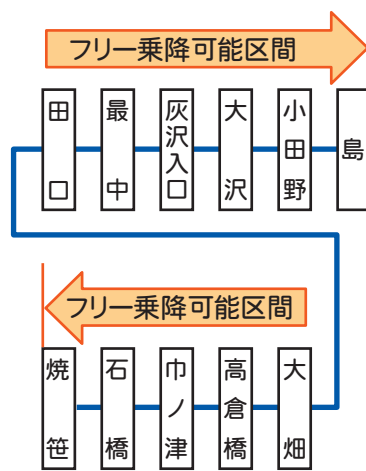 フリー乗降可能区間
田口
最中
灰沢入口
大沢
小田野
島
フリー乗降可能区間
焼笹
石橋
巾ノ津
高倉橋
大畑